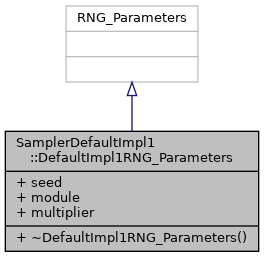 RNG_Parameters
SamplerDefaultImpl1
::DefaultImpl1RNG_Parameters
+ seed
+ module
+ multiplier
+ ~DefaultImpl1RNG_Parameters()